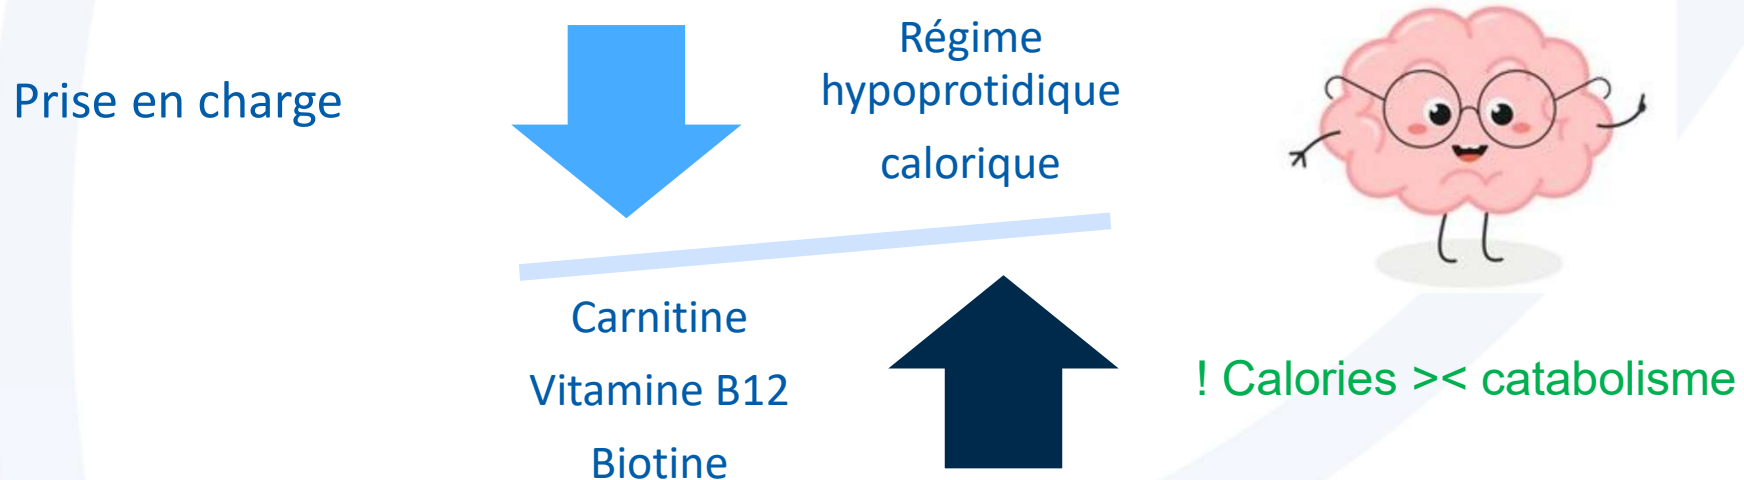 Prise en charge
Régime
hypoprotidique
calorique
Carnitine
Vitamine B12
Biotine
! Calories >< catabolisme